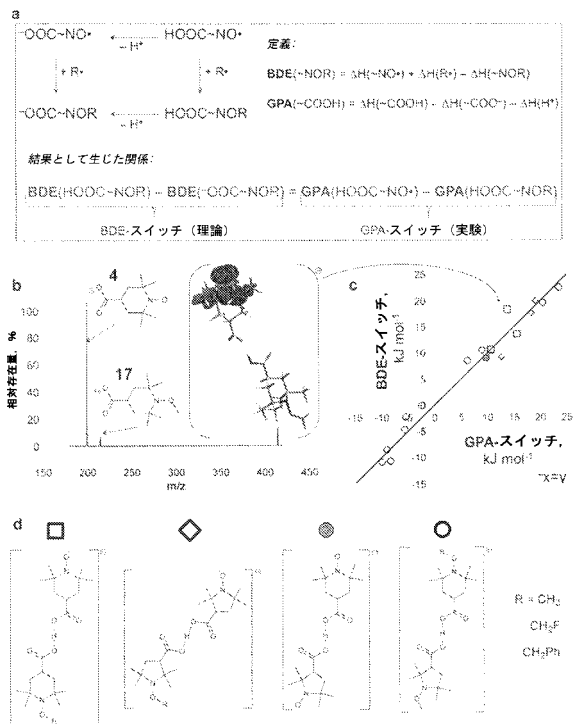 a
⁻OOC~NO• – H⁺ HOOC~NO•
+ R• + R•
⁻OOC~NOR – H⁺ HOOC~NOR
定義:
BDE(~NOR) = ΔH(~NO•) + ΔH(R•) – ΔH(~NOR)
GPA(~COOH) = ΔH(~COOH) – ΔH(~COO⁻) – ΔH(H⁺)
結果として生じた関係:
BDE(HOOC~NOR) – BDE(⁻OOC~NOR) = GPA(HOOC~NO•) – GPA(HOOC~NOR)
BDE-スイッチ（理論） GPA-スイッチ（実験）
b
相対存在量, %
100
80
60
40
20
0
150 200 250 300 350 400 450
m/z
4
17
c
BDE-スイッチ,
kJ mol⁻¹
25
20
15
10
5
0
-5
-10
-15
-15 -10 -5 0 5 10 15 20 25
GPA-スイッチ,
kJ mol⁻¹
x=y
d
R = CH₃
CH₂F
CH₂Ph